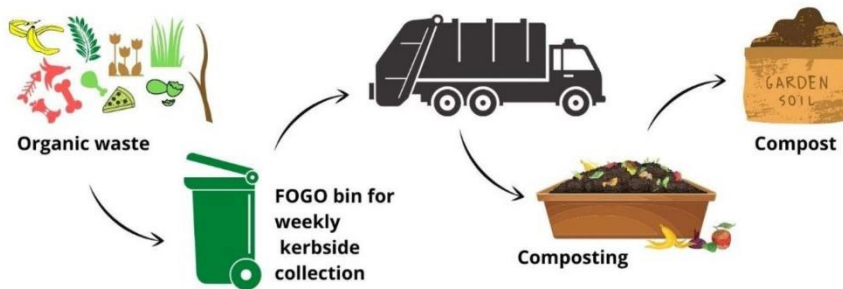 Organic waste
FOGO bin for
weekly
kerbside
collection
Composting
GARDEN
SOIL
Compost